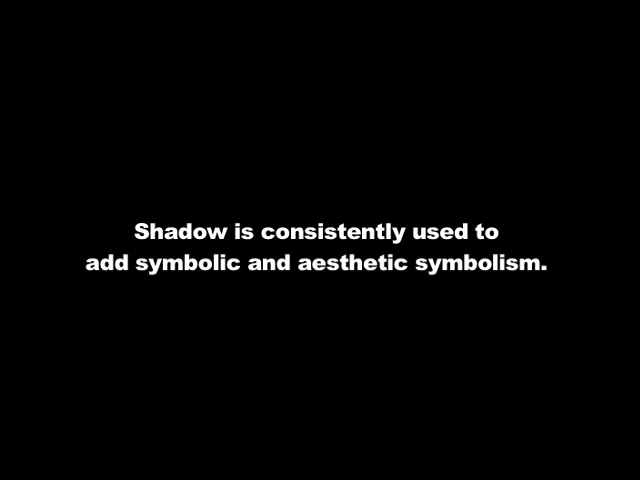 Shadow is consistently used to
add symbolic and aesthetic symbolism.